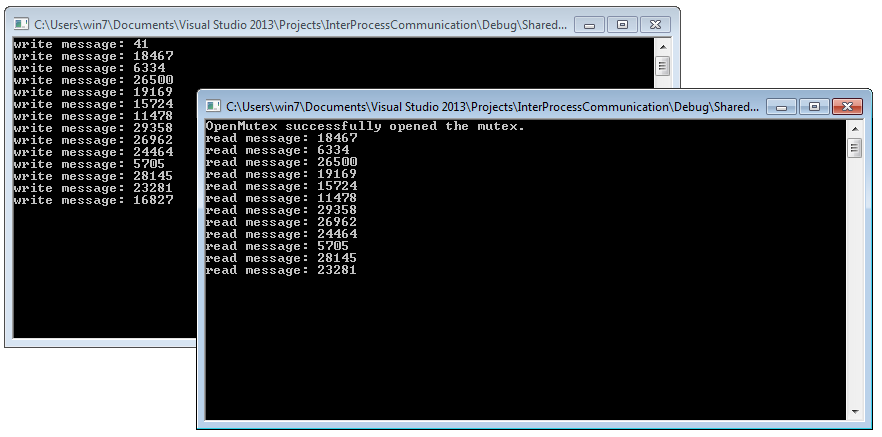 C:\Users\win7\Documents\Visual Studio 2013\Projects\InterProcessCommunication\Debug\Shared...
write message: 41
write message: 18467
write message: 6334
write message: 26500
write message: 19169
write message: 15724
write message: 11478
write message: 29358
write message: 26962
write message: 24464
write message: 5705
write message: 28145
write message: 23281
write message: 16827
C:\Users\win7\Documents\Visual Studio 2013\Projects\InterProcessCommunication\Debug\Shared...
OpenMutex successfully opened the mutex.
read message: 18467
read message: 6334
read message: 26500
read message: 19169
read message: 15724
read message: 11478
read message: 29358
read message: 26962
read message: 24464
read message: 5705
read message: 28145
read message: 23281